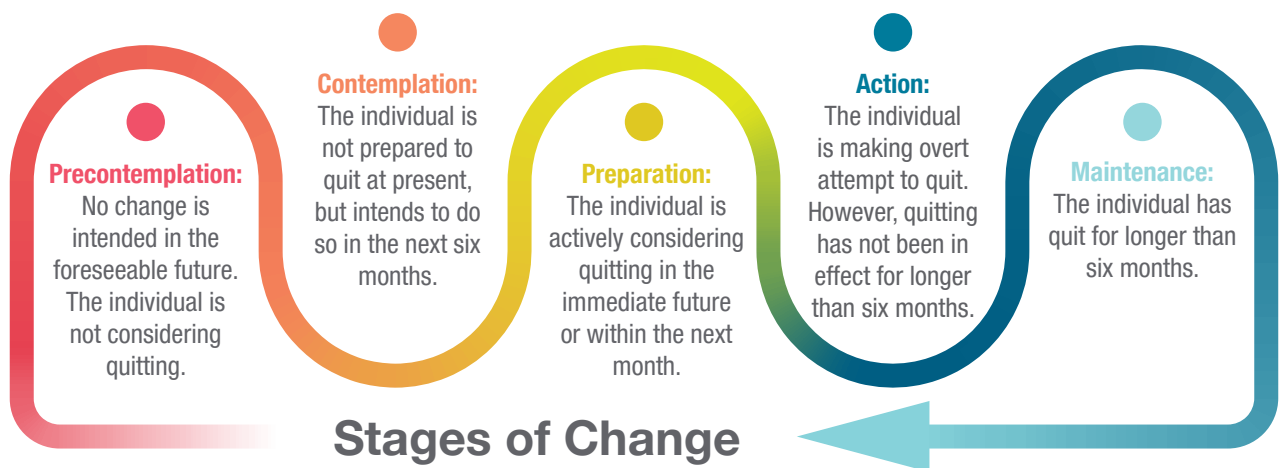 Precontemplation:
No change is
intended in the
foreseeable future.
The individual is
not considering
quitting.
Contemplation:
The individual is
not prepared to
quit at present,
but intends to do
so in the next six
months.
Preparation:
The individual is
actively considering
quitting in the
immediate future
or within the next
month.
Action:
The individual
is making overt
attempt to quit.
However, quitting
has not been in
effect for longer
than six months.
Maintenance:
The individual has
quit for longer than
six months.
Stages of Change